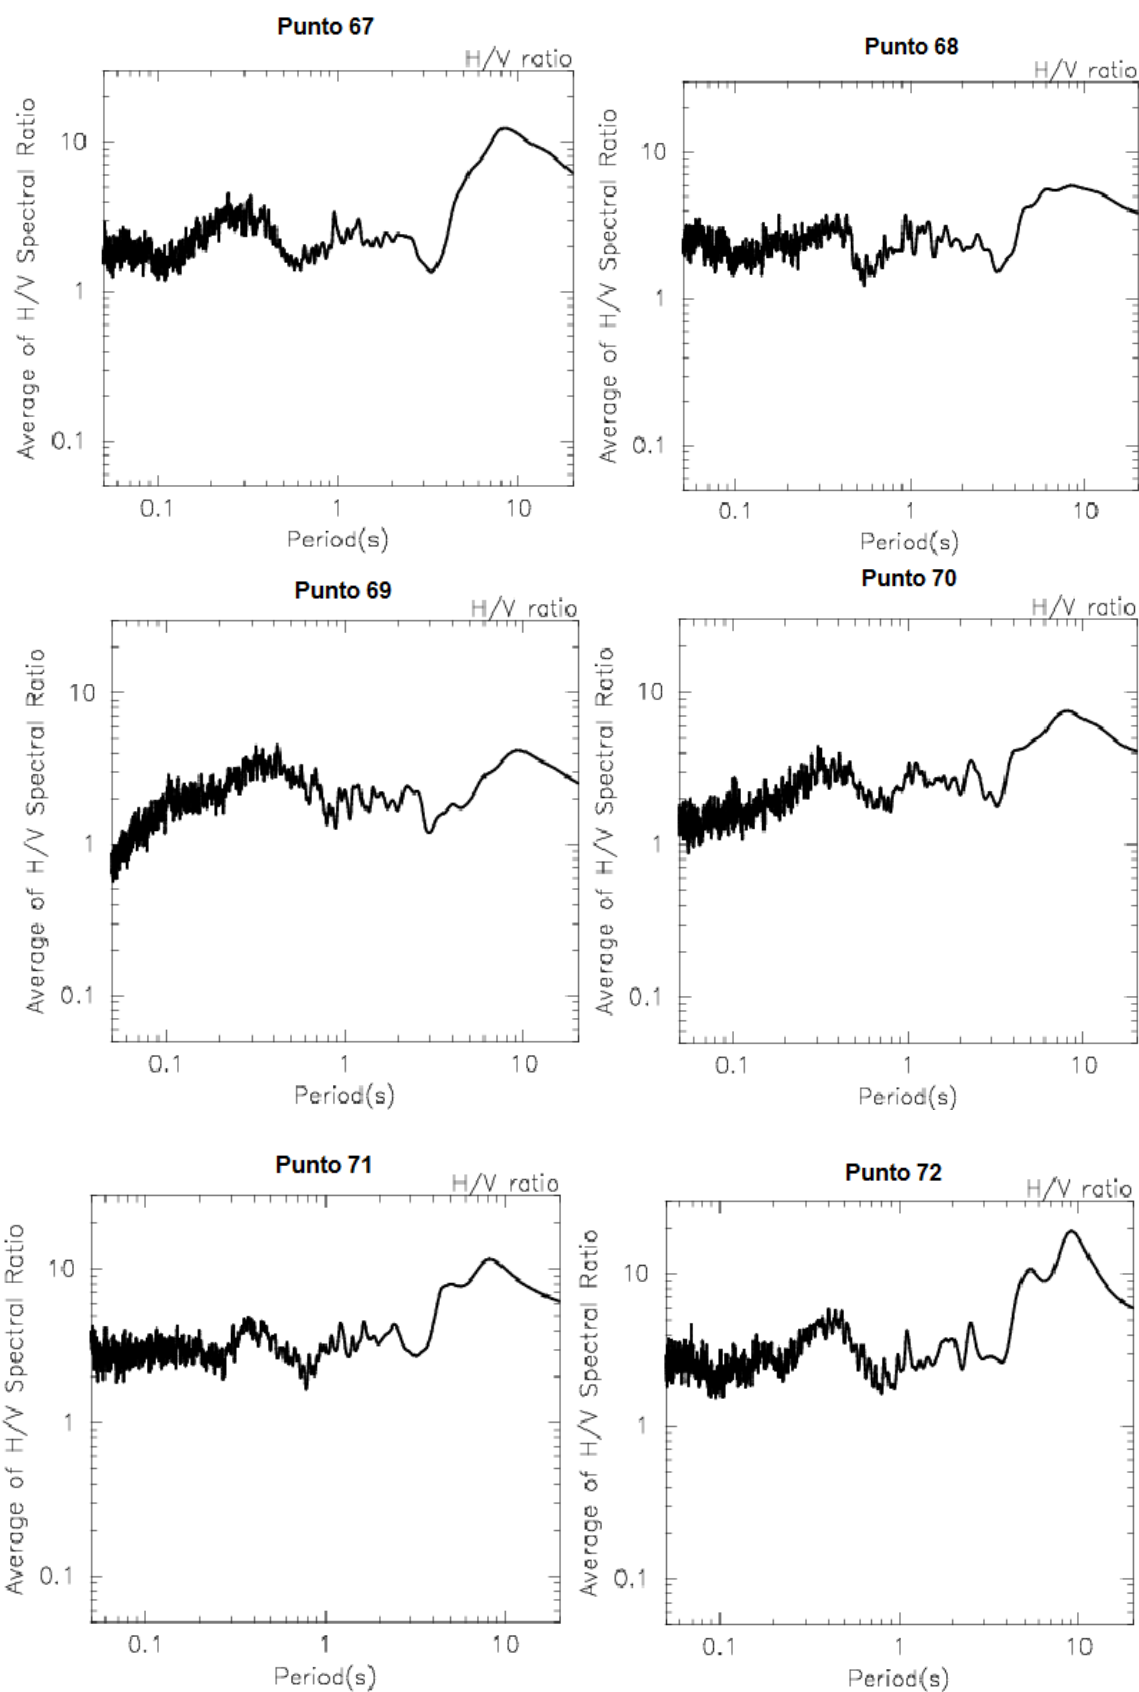 Punto 67
H/V ratio
Average of H/V Spectral Ratio
10
1
0.1
0.1 1 10
Period(s)
Punto 68
H/V ratio
Average of H/V Spectral Ratio
10
1
0.1
0.1 1 10
Period(s)
Punto 69
H/V ratio
Average of H/V Spectral Ratio
10
1
0.1
0.1 1 10
Period(s)
Punto 70
H/V ratio
Average of H/V Spectral Ratio
10
1
0.1
0.1 1 10
Period(s)
Punto 71
H/V ratio
Average of H/V Spectral Ratio
10
1
0.1
0.1 1 10
Period(s)
Punto 72
H/V ratio
Average of H/V Spectral Ratio
10
1
0.1
0.1 1 10
Period(s)